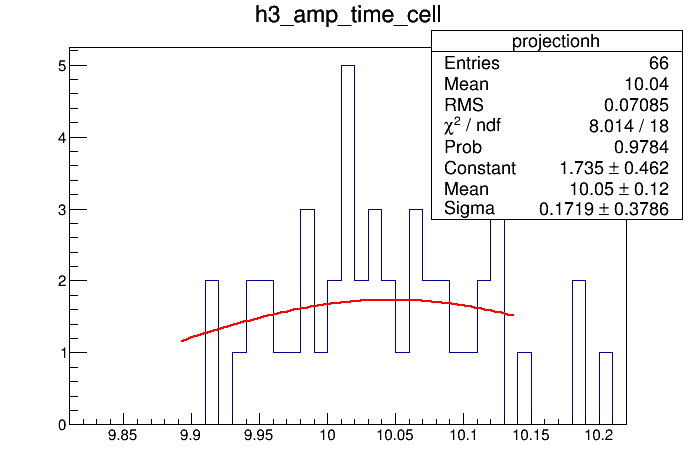 h3_amp_time_cell
projectionh
Entries 66
Mean 10.04
RMS 0.07085
χ² / ndf 8.014 / 18
Prob 0.9784
Constant 1.735 ± 0.462
Mean 10.05 ± 0.12
Sigma 0.1719 ± 0.3786
5
4
3
2
1
0
9.85 9.9 9.95 10 10.05 10.1 10.15 10.2